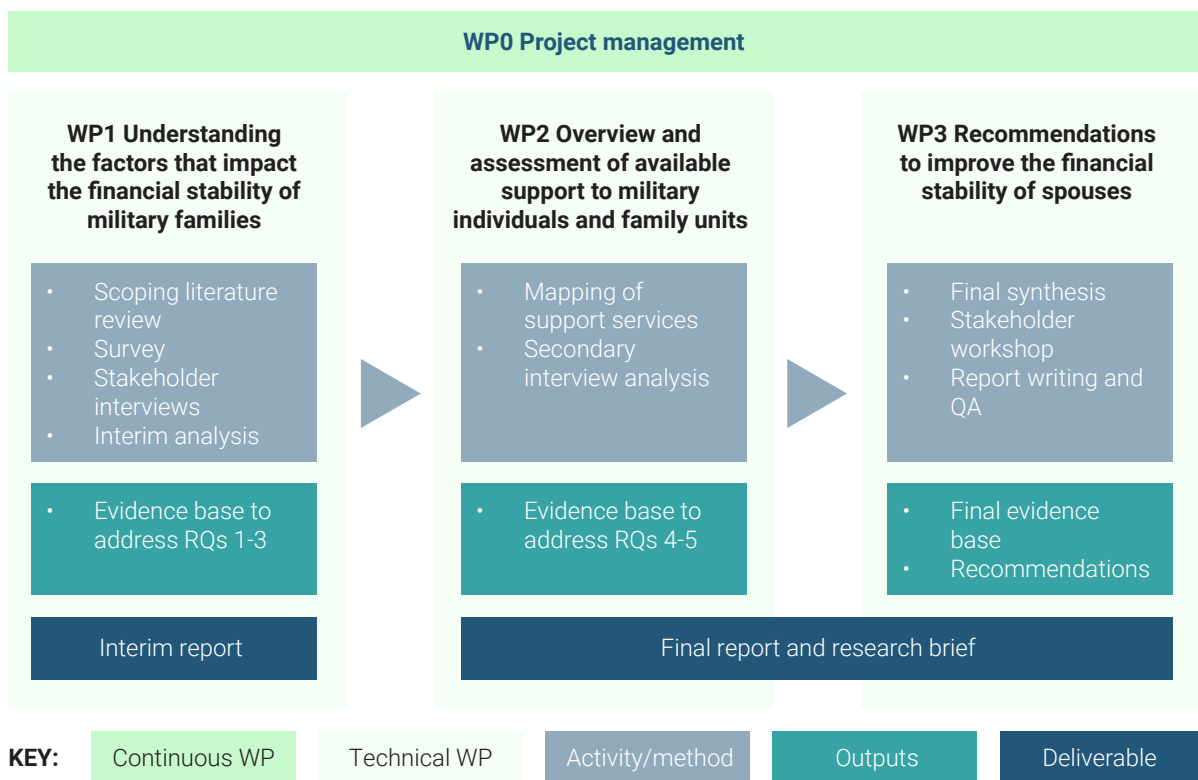 WP0 Project management
WP1 Understanding
the factors that impact
the financial stability of
military families
• Scoping literature
review
• Survey
• Stakeholder
interviews
• Interim analysis
• Evidence base to
address RQs 1-3
Interim report
WP2 Overview and
assessment of available
support to military
individuals and family units
• Mapping of
support services
• Secondary
interview analysis
• Evidence base to
address RQs 4-5
WP3 Recommendations
to improve the financial
stability of spouses
• Final synthesis
• Stakeholder
workshop
• Report writing and
QA
• Final evidence
base
• Recommendations
Final report and research brief
KEY:
Continuous WP
Technical WP
Activity/method
Outputs
Deliverable